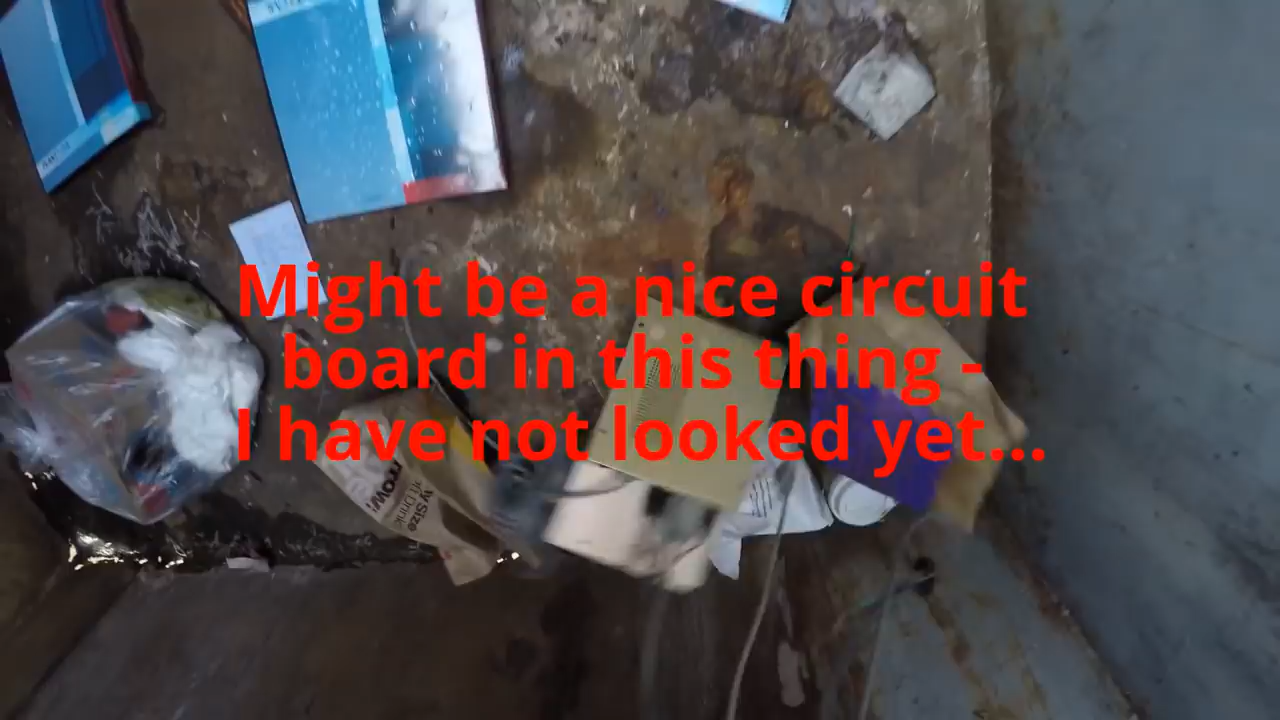 Might be a nice circuit
board in this thing -
I have not looked yet...